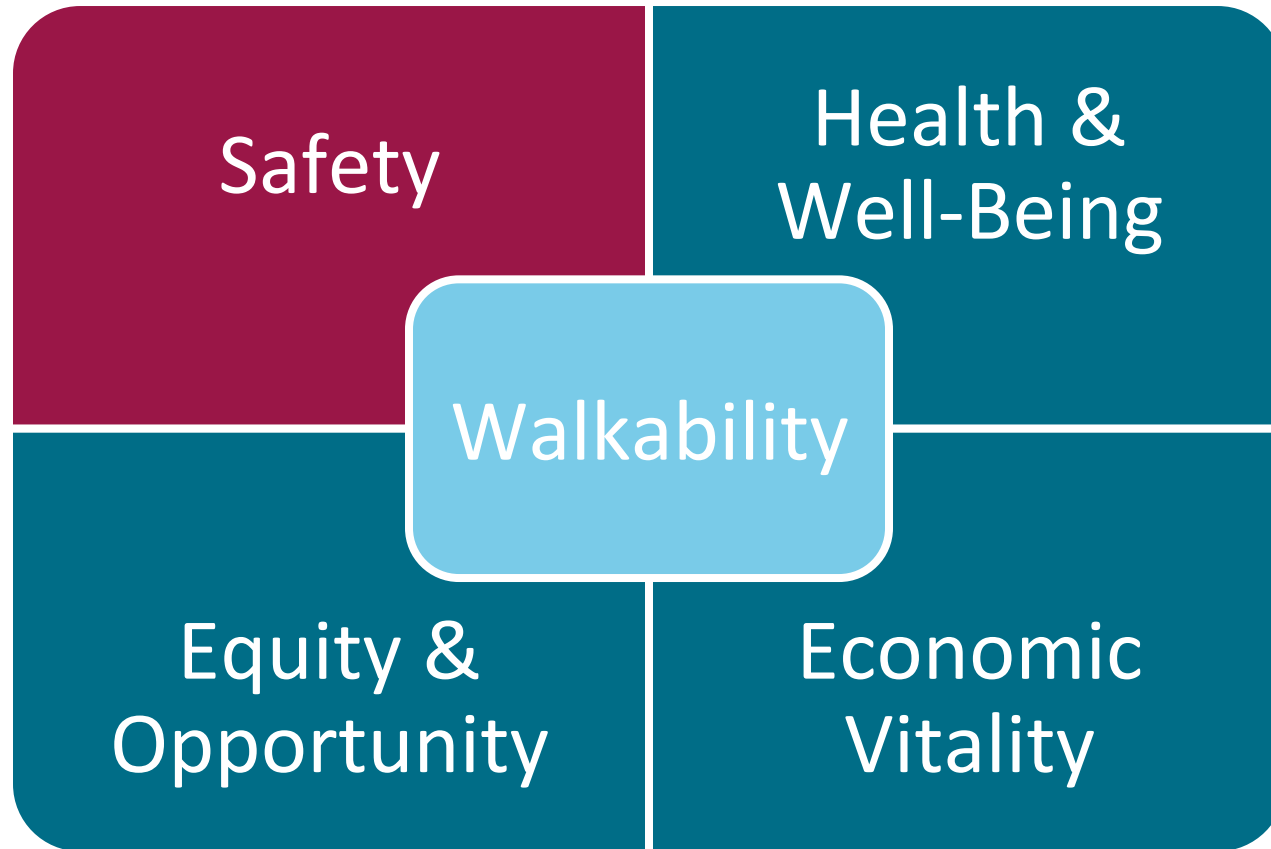 Safety
Health &
Well-Being
Walkability
Equity &
Opportunity
Economic
Vitality